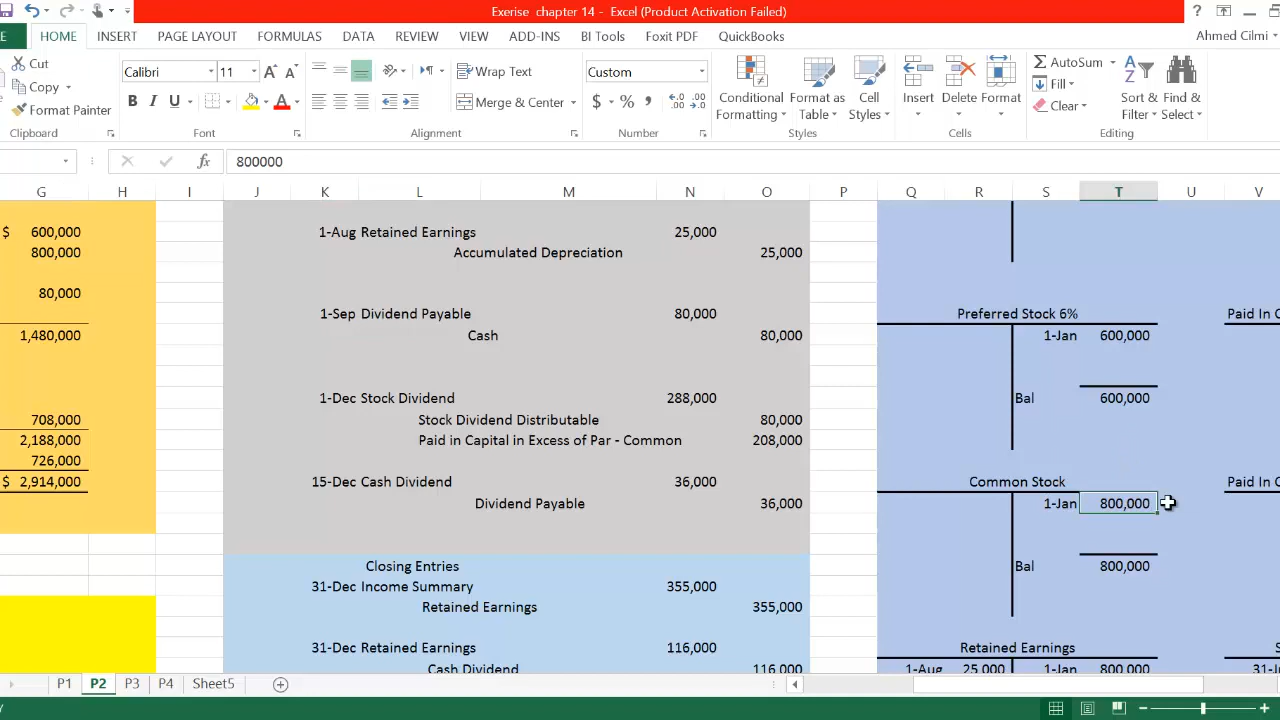 Exerise chapter 14 - Excel (Product Activation Failed)
?
E HOME INSERT PAGE LAYOUT FORMULAS DATA REVIEW VIEW ADD-INS BI Tools Foxit PDF QuickBooks Ahmed Cilmi
Cut
Copy
Format Painter
Clipboard
Calibri 11 A A
B I U A
Font
Wrap Text
Merge & Center
Alignment
Custom
$ % , .0 .00 .00 .0
Number
Conditional Formatting
Format as Table
Cell Styles
Styles
Insert Delete Format
Cells
AutoSum
Fill
Clear
Sort & Filter
Find & Select
Editing
fx 800000
G H I J K L M N O P Q R S T U V
$ 600,000 1-Aug Retained Earnings 25,000
800,000 Accumulated Depreciation 25,000
80,000
1-Sep Dividend Payable 80,000 Preferred Stock 6% Paid In C
1,480,000 Cash 80,000 1-Jan 600,000
1-Dec Stock Dividend 288,000 Bal 600,000
708,000 Stock Dividend Distributable 80,000
2,188,000 Paid in Capital in Excess of Par - Common 208,000
726,000
$ 2,914,000 15-Dec Cash Dividend 36,000 Common Stock Paid In C
Dividend Payable 36,000 1-Jan 800,000
Closing Entries Bal 800,000
31-Dec Income Summary 355,000
Retained Earnings 355,000
31-Dec Retained Earnings 116,000 Retained Earnings S
Cash Dividend 116,000 1-Aug 25,000 1-Jan 800,000 31-J
P1 P2 P3 P4 Sheet5
Y